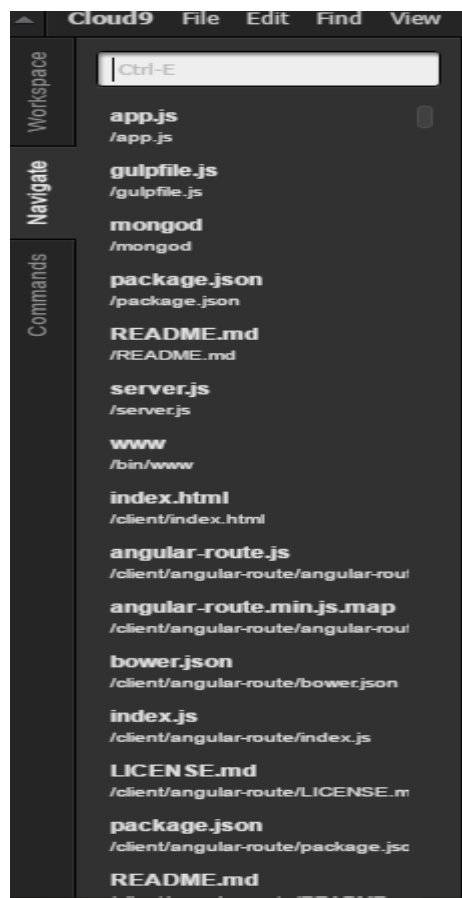 Cloud9 File Edit Find View
Workspace
Navigate
Commands
Ctrl-E
app.js
/app.js
gulpfile.js
/gulpfile.js
mongod
/mongod
package.json
/package.json
README.md
/README.md
server.js
/server.js
www
/bin/www
index.html
/client/index.html
angular-route.js
/client/angular-route/angular-rout
angular-route.min.js.map
/client/angular-route/angular-rout
bower.json
/client/angular-route/bower.json
index.js
/client/angular-route/index.js
LICENSE.md
/client/angular-route/LICENSE.m
package.json
/client/angular-route/package.jsc
README.md